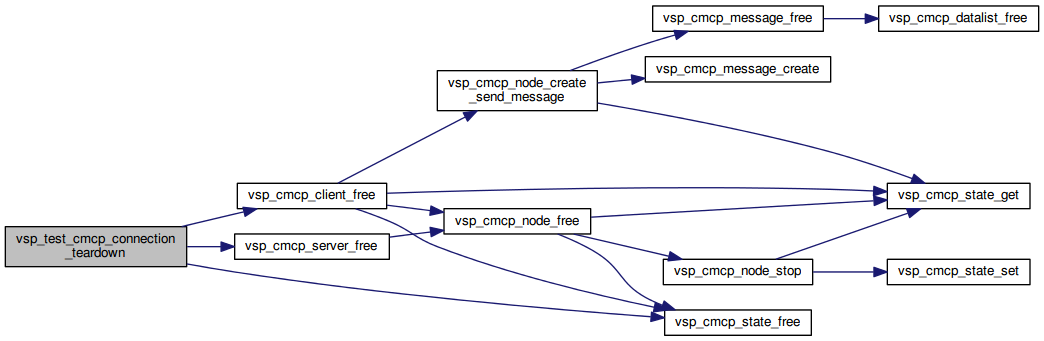 vsp_cmcp_message_free
vsp_cmcp_datalist_free
vsp_cmcp_node_create
_send_message
vsp_cmcp_message_create
vsp_cmcp_client_free
vsp_cmcp_state_get
vsp_cmcp_node_free
vsp_test_cmcp_connection
_teardown
vsp_cmcp_server_free
vsp_cmcp_node_stop
vsp_cmcp_state_set
vsp_cmcp_state_free